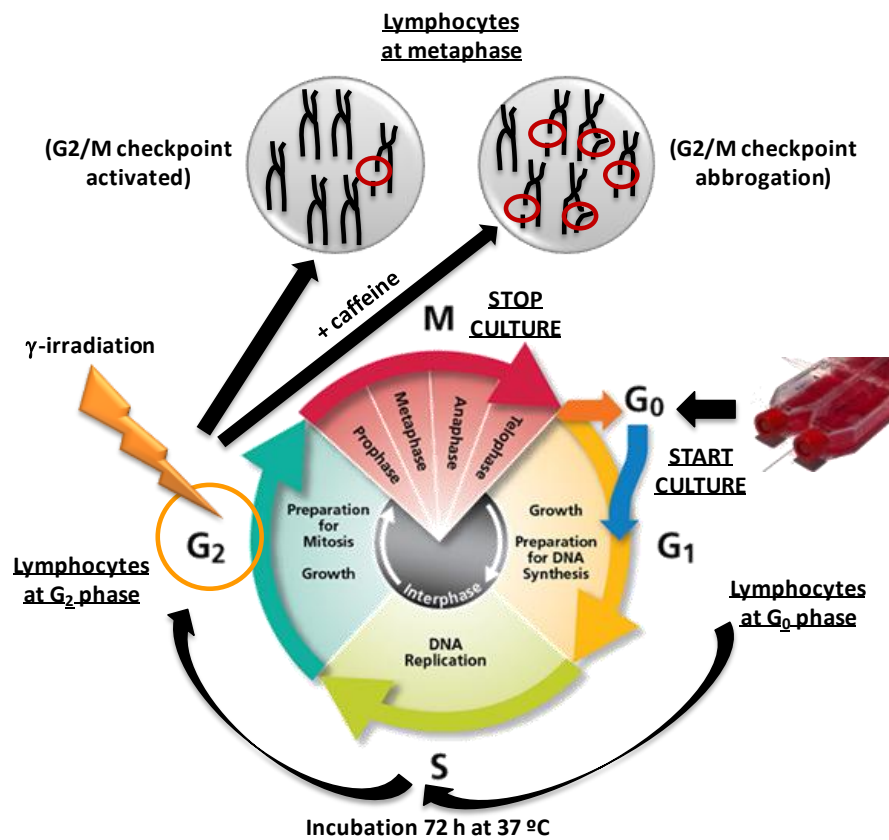 Lymphocytes
at metaphase
(G2/M checkpoint
activated)
(G2/M checkpoint
abbrogation)
+ caffeine
M
STOP
CULTURE
γ-irradiation
Prophase
Metaphase
Anaphase
Telophase
G0
START
CULTURE
Preparation
for
Mitosis
Growth
Growth
Preparation
for DNA
Synthesis
G2
G1
Interphase
Lymphocytes
at G2 phase
Lymphocytes
at G0 phase
DNA
Replication
S
Incubation 72 h at 37 ºC